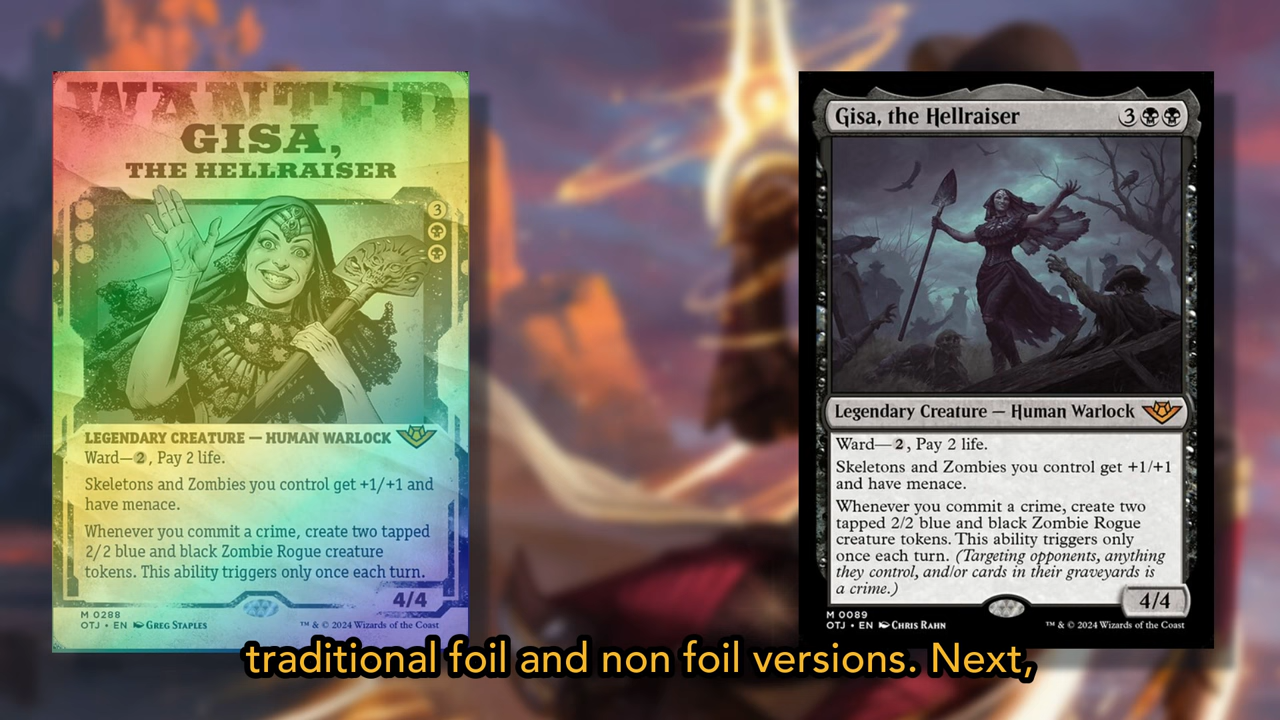 WANTED
GISA,
THE HELLRAISER
3
LEGENDARY CREATURE — HUMAN WARLOCK
Ward—2, Pay 2 life.
Skeletons and Zombies you control get +1/+1 and
have menace.
Whenever you commit a crime, create two tapped
2/2 blue and black Zombie Rogue creature
tokens. This ability triggers only once each turn.
4/4
M 0288
OTJ • EN GREG STAPLES
™ & © 2024 Wizards of the Coast
Gisa, the Hellraiser 3
Legendary Creature — Human Warlock
Ward—2, Pay 2 life.
Skeletons and Zombies you control get +1/+1
and have menace.
Whenever you commit a crime, create two
tapped 2/2 blue and black Zombie Rogue
creature tokens. This ability triggers only
once each turn. (Targeting opponents, anything
they control, and/or cards in their graveyards is
a crime.)
4/4
M 0089
OTJ • EN CHRIS RAHN
™ & © 2024 Wizards of the Coast
traditional foil and non foil versions. Next,